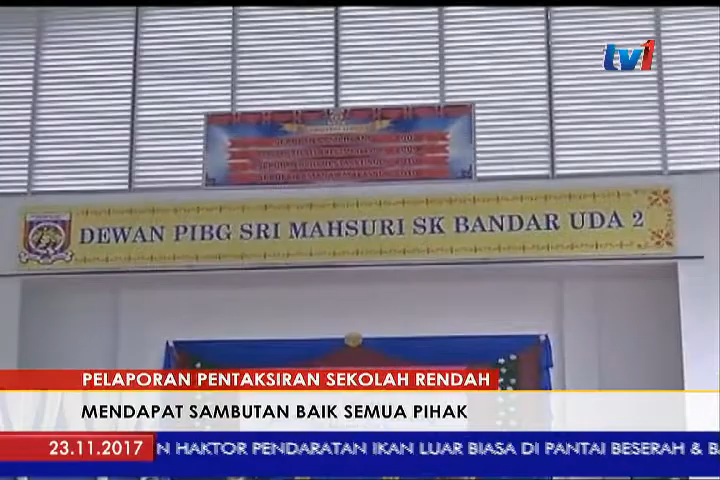 tv1
DEWAN PIBG SRI MAHSURI SK BANDAR UDA 2
PELAPORAN PENTAKSIRAN SEKOLAH RENDAH
MENDAPAT SAMBUTAN BAIK SEMUA PIHAK
23.11.2017 N HAKTOR PENDARATAN IKAN LUAR BIASA DI PANTAI BESERAH & B